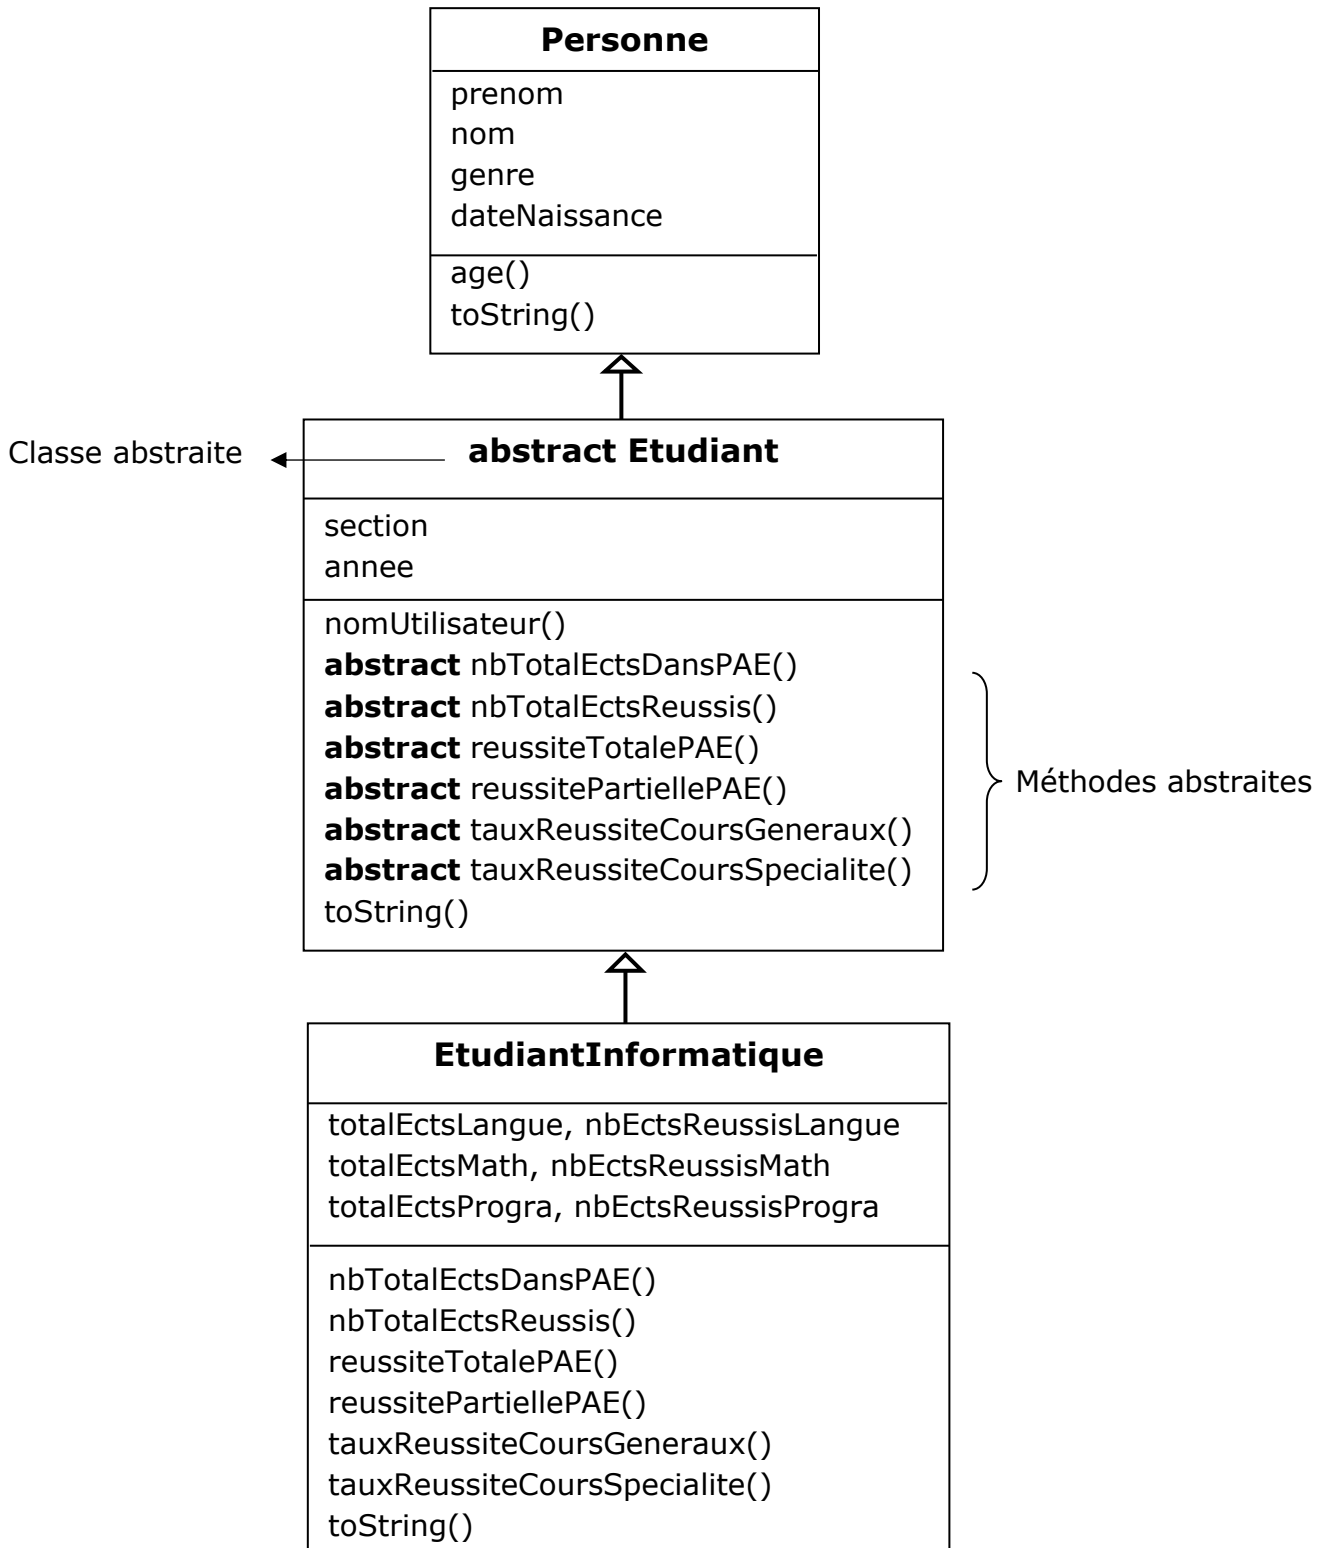 Personne
prenom
nom
genre
dateNaissance
age()
toString()
Classe abstraite
abstract Etudiant
section
annee
nomUtilisateur()
abstract nbTotalEctsDansPAE()
abstract nbTotalEctsReussis()
abstract reussiteTotalePAE()
abstract reussitePartiellePAE()
abstract tauxReussiteCoursGeneraux()
abstract tauxReussiteCoursSpecialite()
toString()
Méthodes abstraites
EtudiantInformatique
totalEctsLangue, nbEctsReussisLangue
totalEctsMath, nbEctsReussisMath
totalEctsProgra, nbEctsReussisProgra
nbTotalEctsDansPAE()
nbTotalEctsReussis()
reussiteTotalePAE()
reussitePartiellePAE()
tauxReussiteCoursGeneraux()
tauxReussiteCoursSpecialite()
toString()